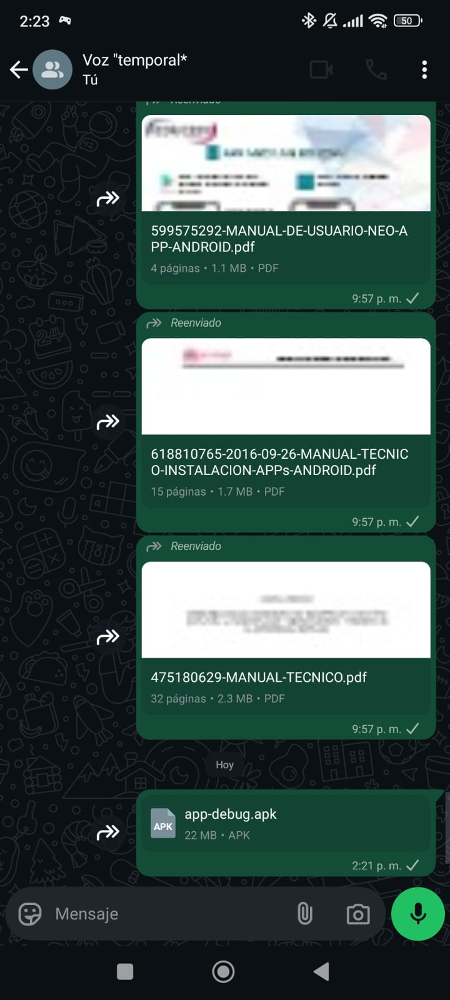 2:23
50
Voz "temporal*
Tú
Reenviado
599575292-MANUAL-DE-USUARIO-NEO-A
PP-ANDROID.pdf
4 páginas • 1.1 MB • PDF
9:57 p. m.
Reenviado
618810765-2016-09-26-MANUAL-TECNIC
O-INSTALACION-APPs-ANDROID.pdf
15 páginas • 1.7 MB • PDF
9:57 p. m.
Reenviado
475180629-MANUAL-TECNICO.pdf
32 páginas • 2.3 MB • PDF
9:57 p. m.
Hoy
APK
app-debug.apk
22 MB • APK
2:21 p. m.
Mensaje